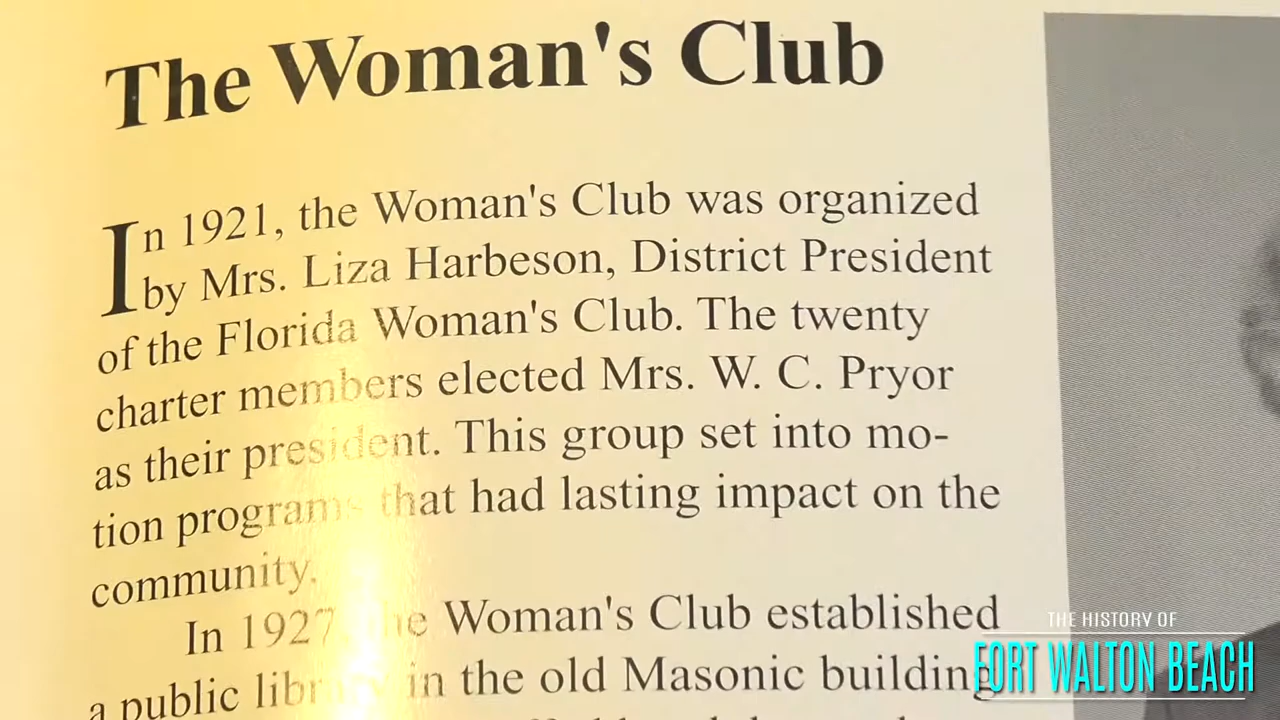 The Woman's Club
In 1921, the Woman's Club was organized
by Mrs. Liza Harbeson, District President
of the Florida Woman's Club. The twenty
charter members elected Mrs. W. C. Pryor
as their president. This group set into mo-
tion programs that had lasting impact on the
community.
In 1927 the Woman's Club established
a public library in the old Masonic building
THE HISTORY OF
FORT WALTON BEACH